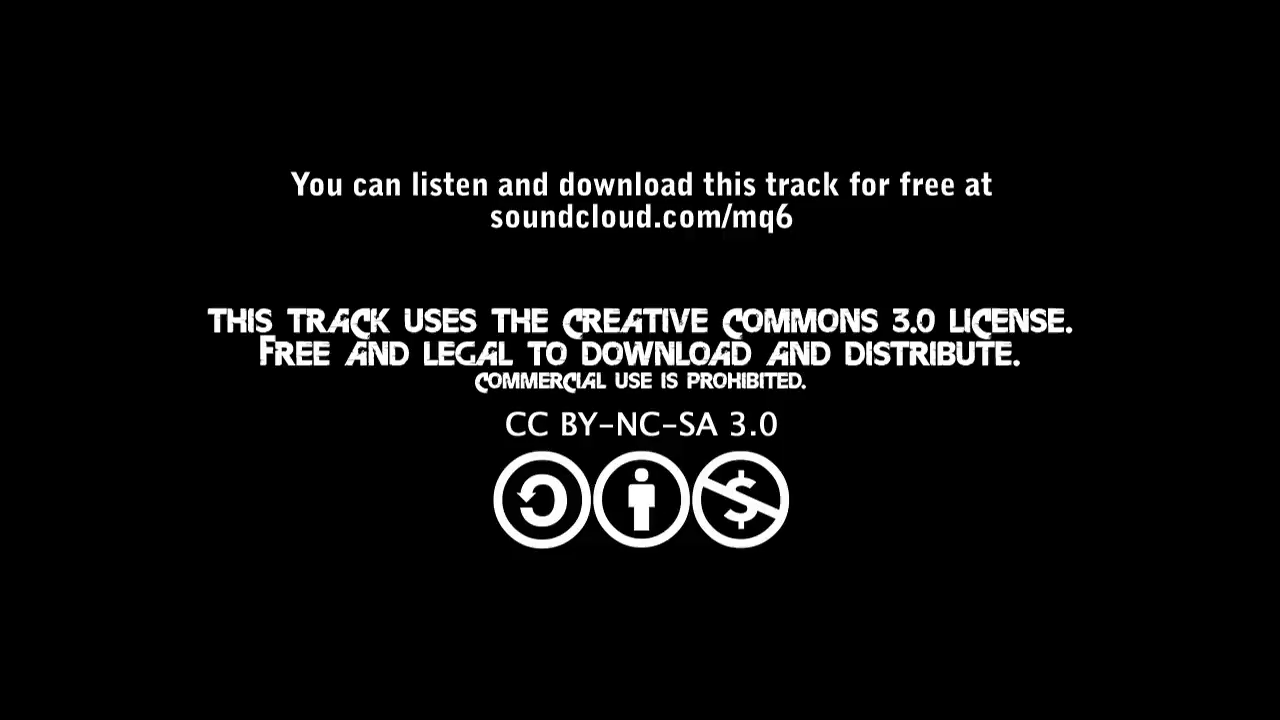 You can listen and download this track for free at
soundcloud.com/mq6
THIS TRACK USES THE CREATIVE COMMONS 3.0 LICENSE.
FREE AND LEGAL TO DOWNLOAD AND DISTRIBUTE.
COMMERCIAL USE IS PROHIBITED.
CC BY-NC-SA 3.0